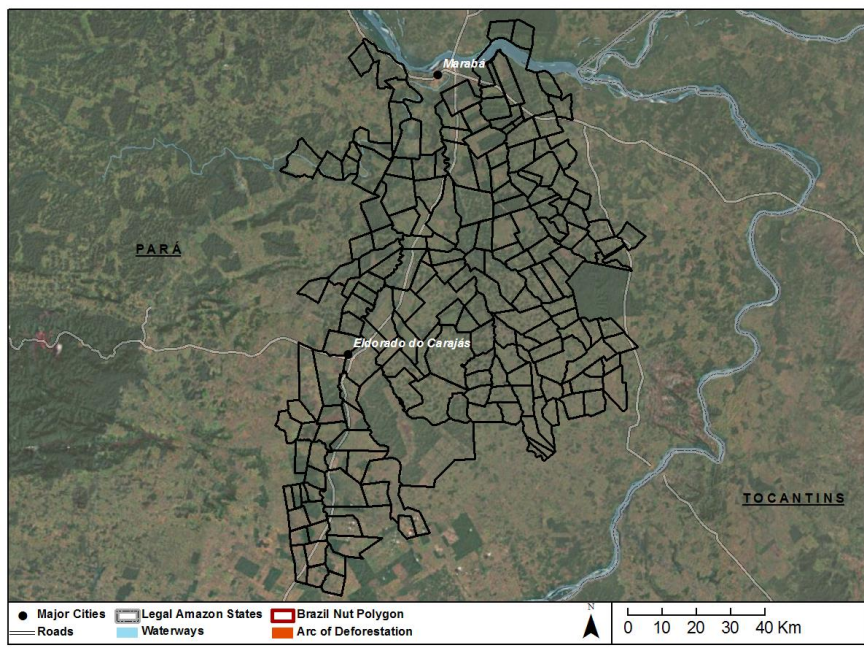 Marabá
PARÁ
Eldorado do Carajás
TOCANTINS
Major Cities Legal Amazon States Brazil Nut Polygon
Roads Waterways Arc of Deforestation
N
0 10 20 30 40 Km